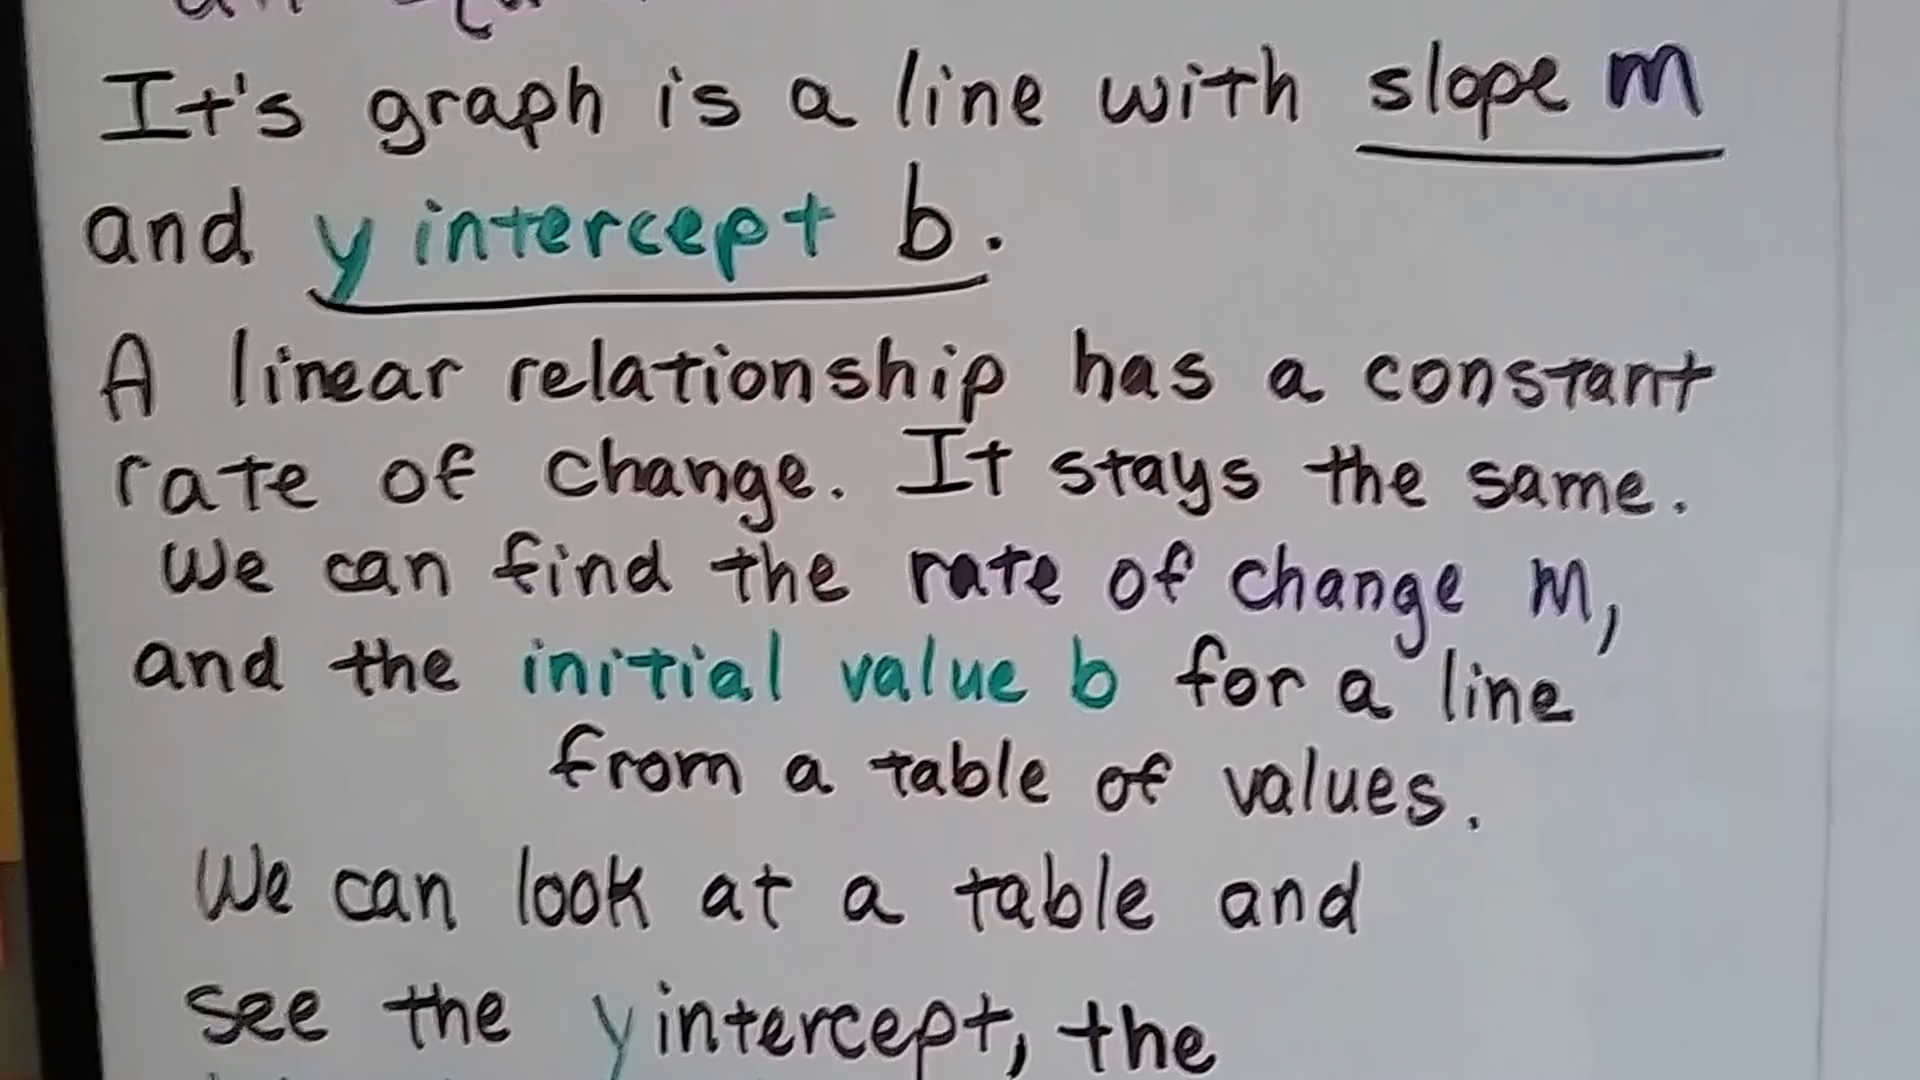 It's graph is a line with slope m
and y intercept b.
A linear relationship has a constant
rate of change. It stays the same.
We can find the rate of change m,
and the initial value b for a line
from a table of values.
We can look at a table and
see the y intercept, the